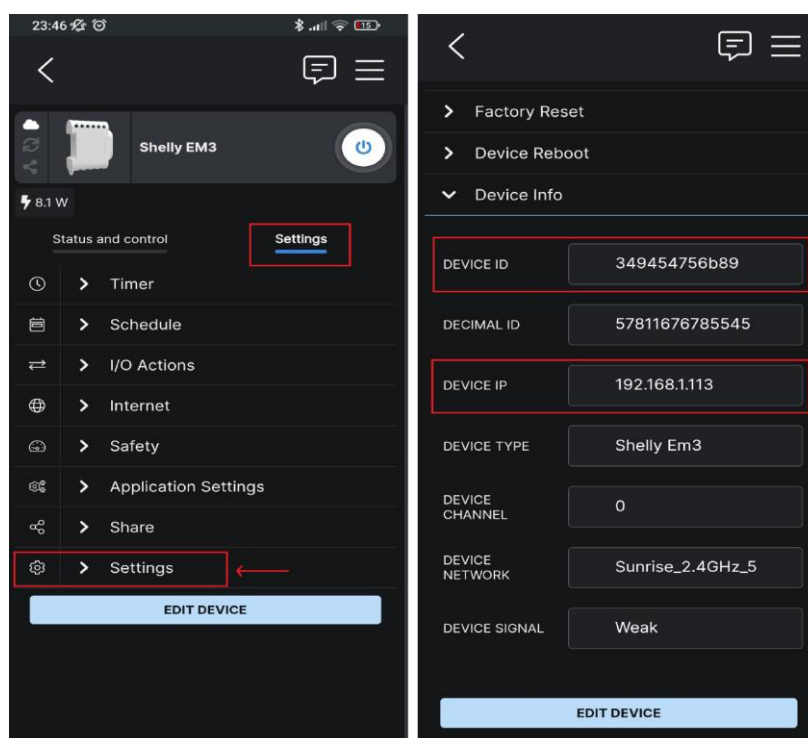 23:46
15
Shelly EM3
8.1 W
Status and control
Settings
Timer
Schedule
I/O Actions
Internet
Safety
Application Settings
Share
Settings
EDIT DEVICE
Factory Reset
Device Reboot
Device Info
DEVICE ID 349454756b89
DECIMAL ID 57811676785545
DEVICE IP 192.168.1.113
DEVICE TYPE Shelly Em3
DEVICE
CHANNEL
0
DEVICE
NETWORK
Sunrise_2.4GHz_5
DEVICE SIGNAL Weak
EDIT DEVICE